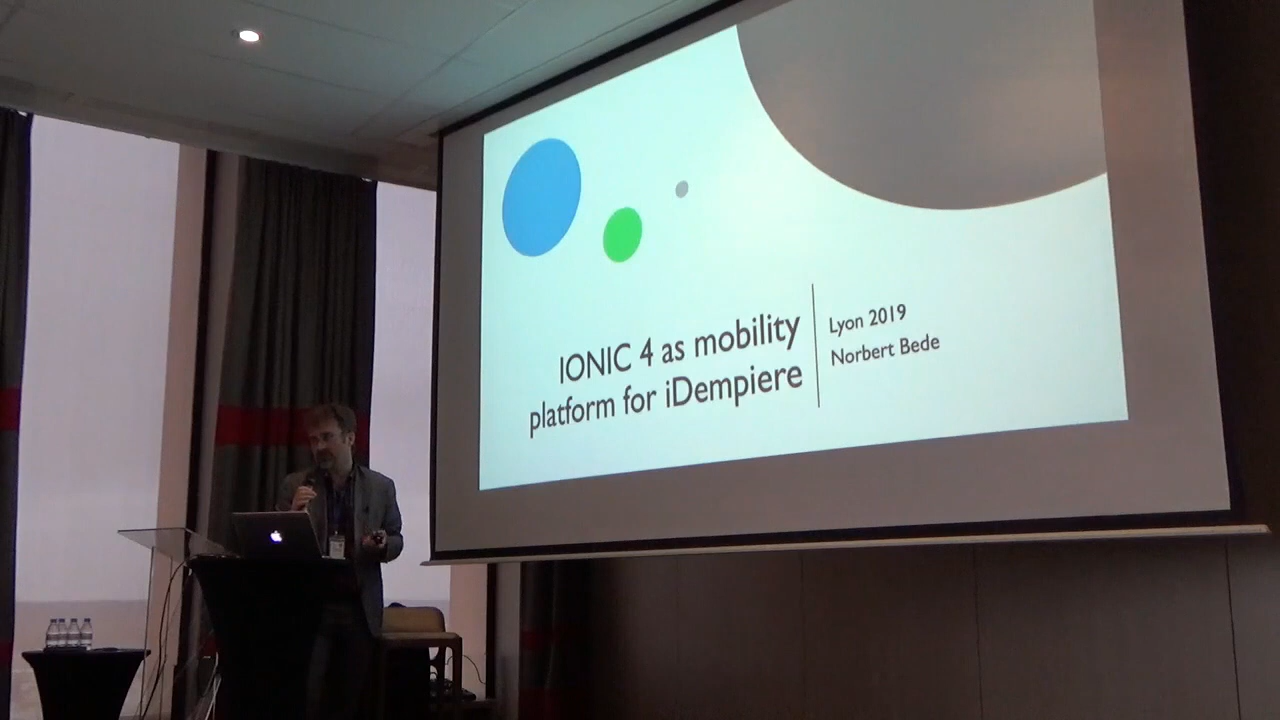 IONIC 4 as mobility
platform for iDempiere
Lyon 2019
Norbert Bede